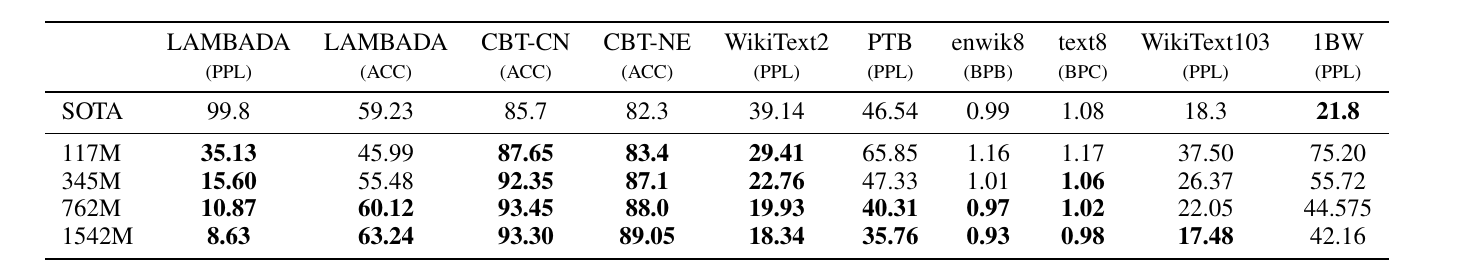 LAMBADA LAMBADA CBT-CN CBT-NE WikiText2 PTB enwik8 text8 WikiText103 1BW
(PPL) (ACC) (ACC) (ACC) (PPL) (PPL) (BPB) (BPC) (PPL) (PPL)
SOTA 99.8 59.23 85.7 82.3 39.14 46.54 0.99 1.08 18.3 21.8
117M 35.13 45.99 87.65 83.4 29.41 65.85 1.16 1.17 37.50 75.20
345M 15.60 55.48 92.35 87.1 22.76 47.33 1.01 1.06 26.37 55.72
762M 10.87 60.12 93.45 88.0 19.93 40.31 0.97 1.02 22.05 44.575
1542M 8.63 63.24 93.30 89.05 18.34 35.76 0.93 0.98 17.48 42.16